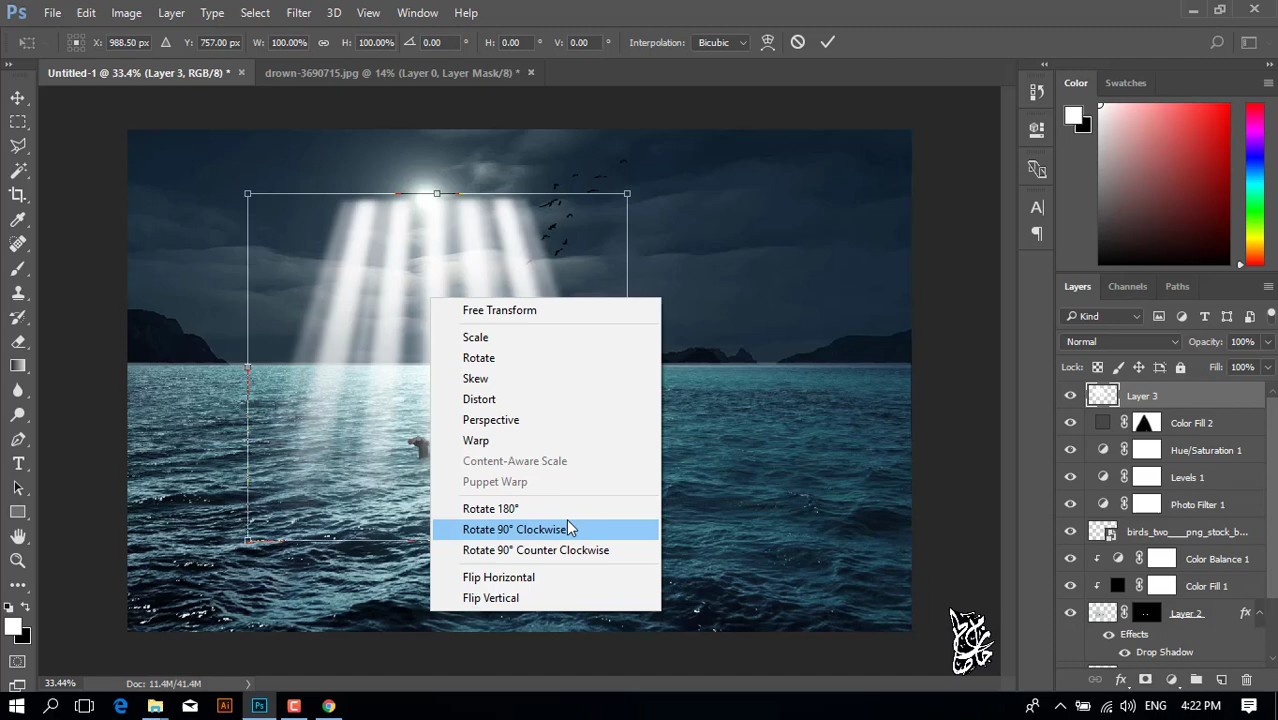 Ps File Edit Image Layer Type Select Filter 3D View Window Help
X: 988.50 px Y: 757.00 px W: 100.00% H: 100.00% 0.00 ° H: 0.00 ° V: 0.00 ° Interpolation: Bicubic
Untitled-1 @ 33.4% (Layer 3, RGB/8) * × drown-3690715.jpg @ 14% (Layer 0, Layer Mask/8) * ×
Color Swatches
Free Transform
Scale
Rotate
Skew
Distort
Perspective
Warp
Content-Aware Scale
Puppet Warp
Rotate 180°
Rotate 90° Clockwise
Rotate 90° Counter Clockwise
Flip Horizontal
Flip Vertical
Layers Channels Paths
Kind
Normal Opacity: 100%
Lock: Fill: 100%
Layer 3
Color Fill 2
Hue/Saturation 1
Levels 1
Photo Filter 1
birds_two___png_stock_b...
Color Balance 1
Color Fill 1
Layer 2 fx
Effects
Drop Shadow
33.44% Doc: 11.4M/41.4M
ENG 4:22 PM